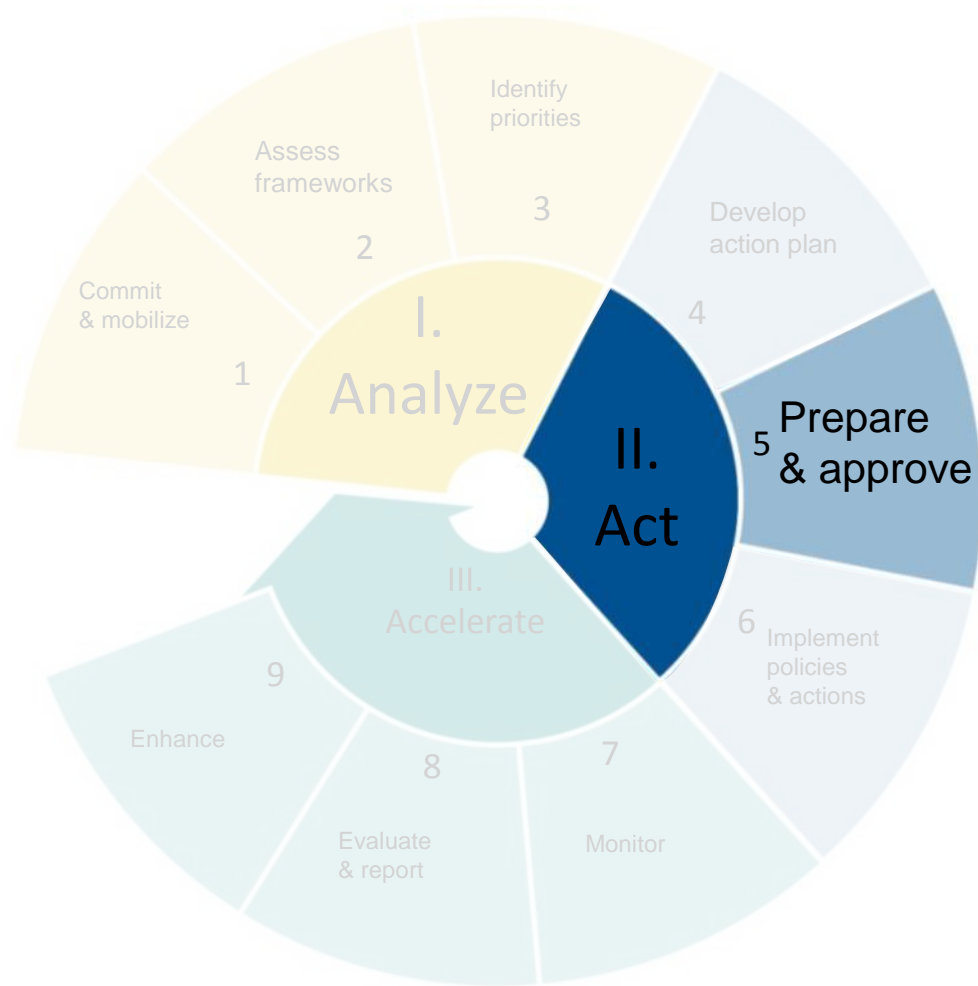 I.
Analyze
1
Commit
& mobilize
2
Assess
frameworks
3
Identify
priorities
II.
Act
4
Develop
action plan
5
Prepare
& approve
6
Implement
policies
& actions
III.
Accelerate
7
Monitor
8
Evaluate
& report
9
Enhance